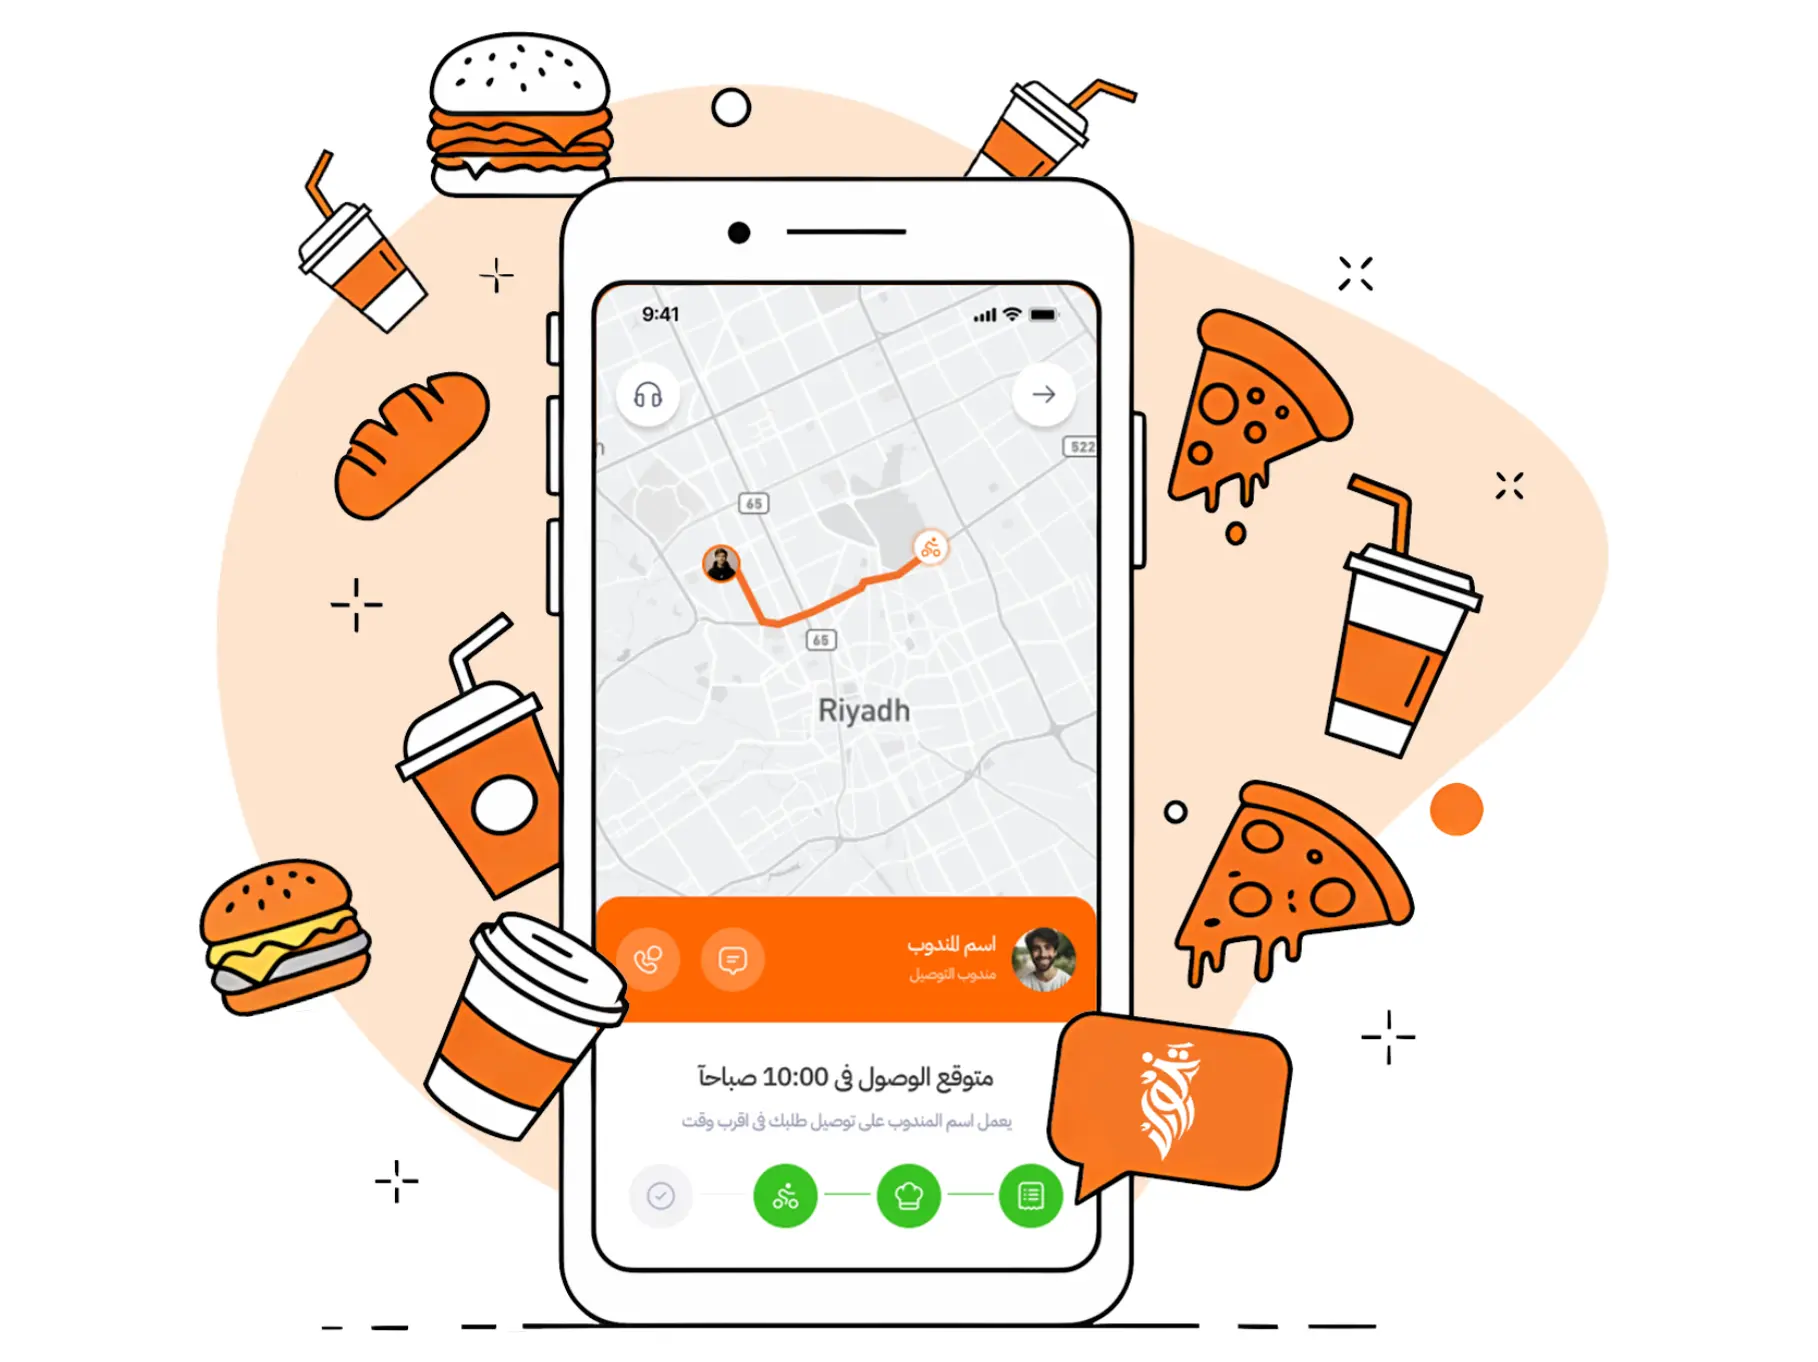 9:41
522
65
65
Riyadh
اسم المندوب
مندوب التوصيل
متوقع الوصول في 10:00 صباحاً
يعمل اسم المندوب على توصيل طلبك في اقرب وقت